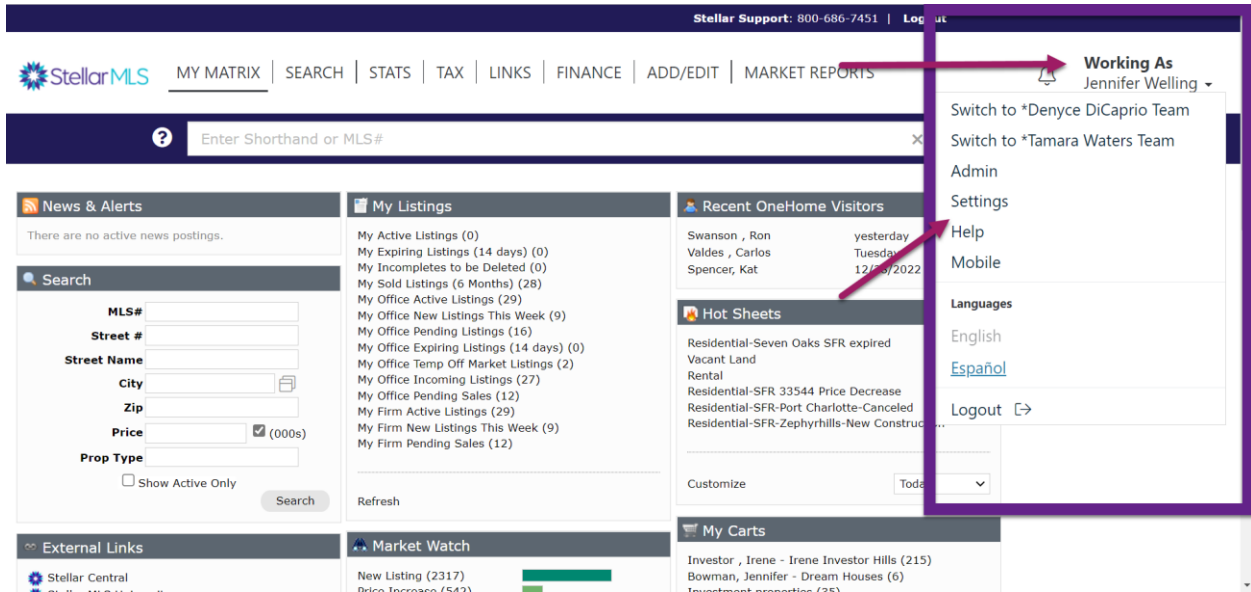 Stellar Support: 800-686-7451 | Logout
StellarMLS
MY MATRIX | SEARCH | STATS | TAX | LINKS | FINANCE | ADD/EDIT | MARKET REPORTS
Working As
Jennifer Welling
Enter Shorthand or MLS#
Switch to *Denyce DiCaprio Team
Switch to *Tamara Waters Team
Admin
Settings
Help
Mobile
Languages
English
Español
Logout
News & Alerts
There are no active news postings.
Search
MLS#
Street #
Street Name
City
Zip
Price
(000s)
Prop Type
Show Active Only
Search
External Links
Stellar Central
My Listings
My Active Listings (0)
My Expiring Listings (14 days) (0)
My Incompletes to be Deleted (0)
My Sold Listings (6 Months) (28)
My Office Active Listings (29)
My Office New Listings This Week (9)
My Office Pending Listings (16)
My Office Expiring Listings (14 days) (0)
My Office Temp Off Market Listings (2)
My Office Incoming Listings (27)
My Office Pending Sales (12)
My Firm Active Listings (29)
My Firm New Listings This Week (9)
My Firm Pending Sales (12)
Refresh
Market Watch
New Listing (2317)
Price Increase (542)
Recent OneHome Visitors
Swanson , Ron yesterday
Valdes , Carlos Tuesday
Spencer, Kat
Hot Sheets
Residential-Seven Oaks SFR expired
Vacant Land
Rental
Residential-SFR 33544 Price Decrease
Residential-SFR-Port Charlotte-Canceled
Residential-SFR-Zephyrhills-New
Customize
My Carts
Investor , Irene - Irene Investor Hills (215)
Bowman, Jennifer - Dream Houses (6)
Investment properties